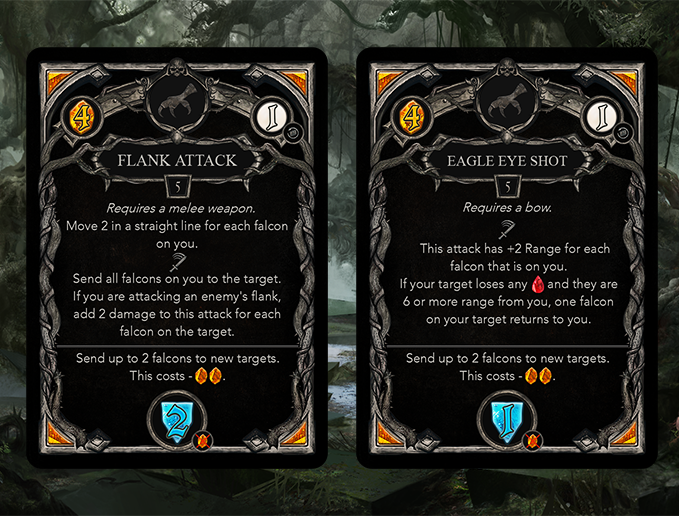 4 1
FLANK ATTACK
5
Requires a melee weapon.
Move 2 in a straight line for each falcon
on you.
Send all falcons on you to the target.
If you are attacking an enemy's flank,
add 2 damage to this attack for each
falcon on the target.
Send up to 2 falcons to new targets.
This costs - .
2
4 1
EAGLE EYE SHOT
5
Requires a bow.
This attack has +2 Range for each
falcon that is on you.
If your target loses any and they are
6 or more range from you, one falcon
on your target returns to you.
Send up to 2 falcons to new targets.
This costs - .
1